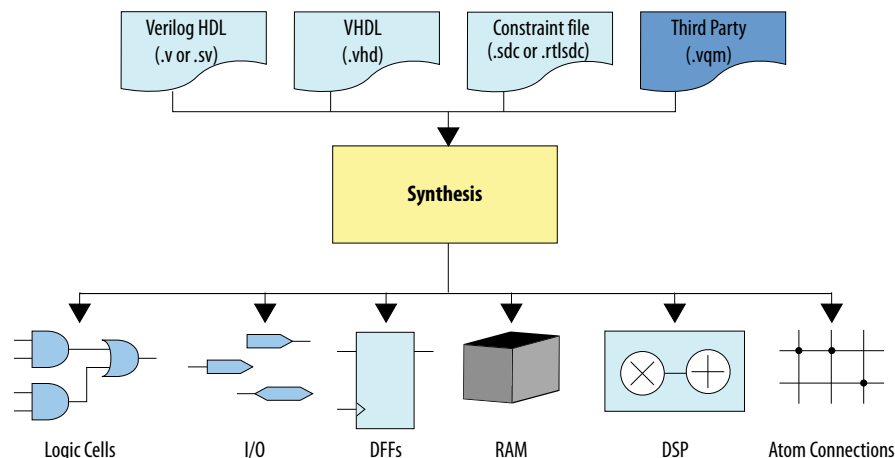 Verilog HDL
(.v or .sv)
VHDL
(.vhd)
Constraint file
(.sdc or .rtlsdc)
Third Party
(.vqm)
Synthesis
Logic Cells
I/O
DFFs
RAM
DSP
Atom Connections